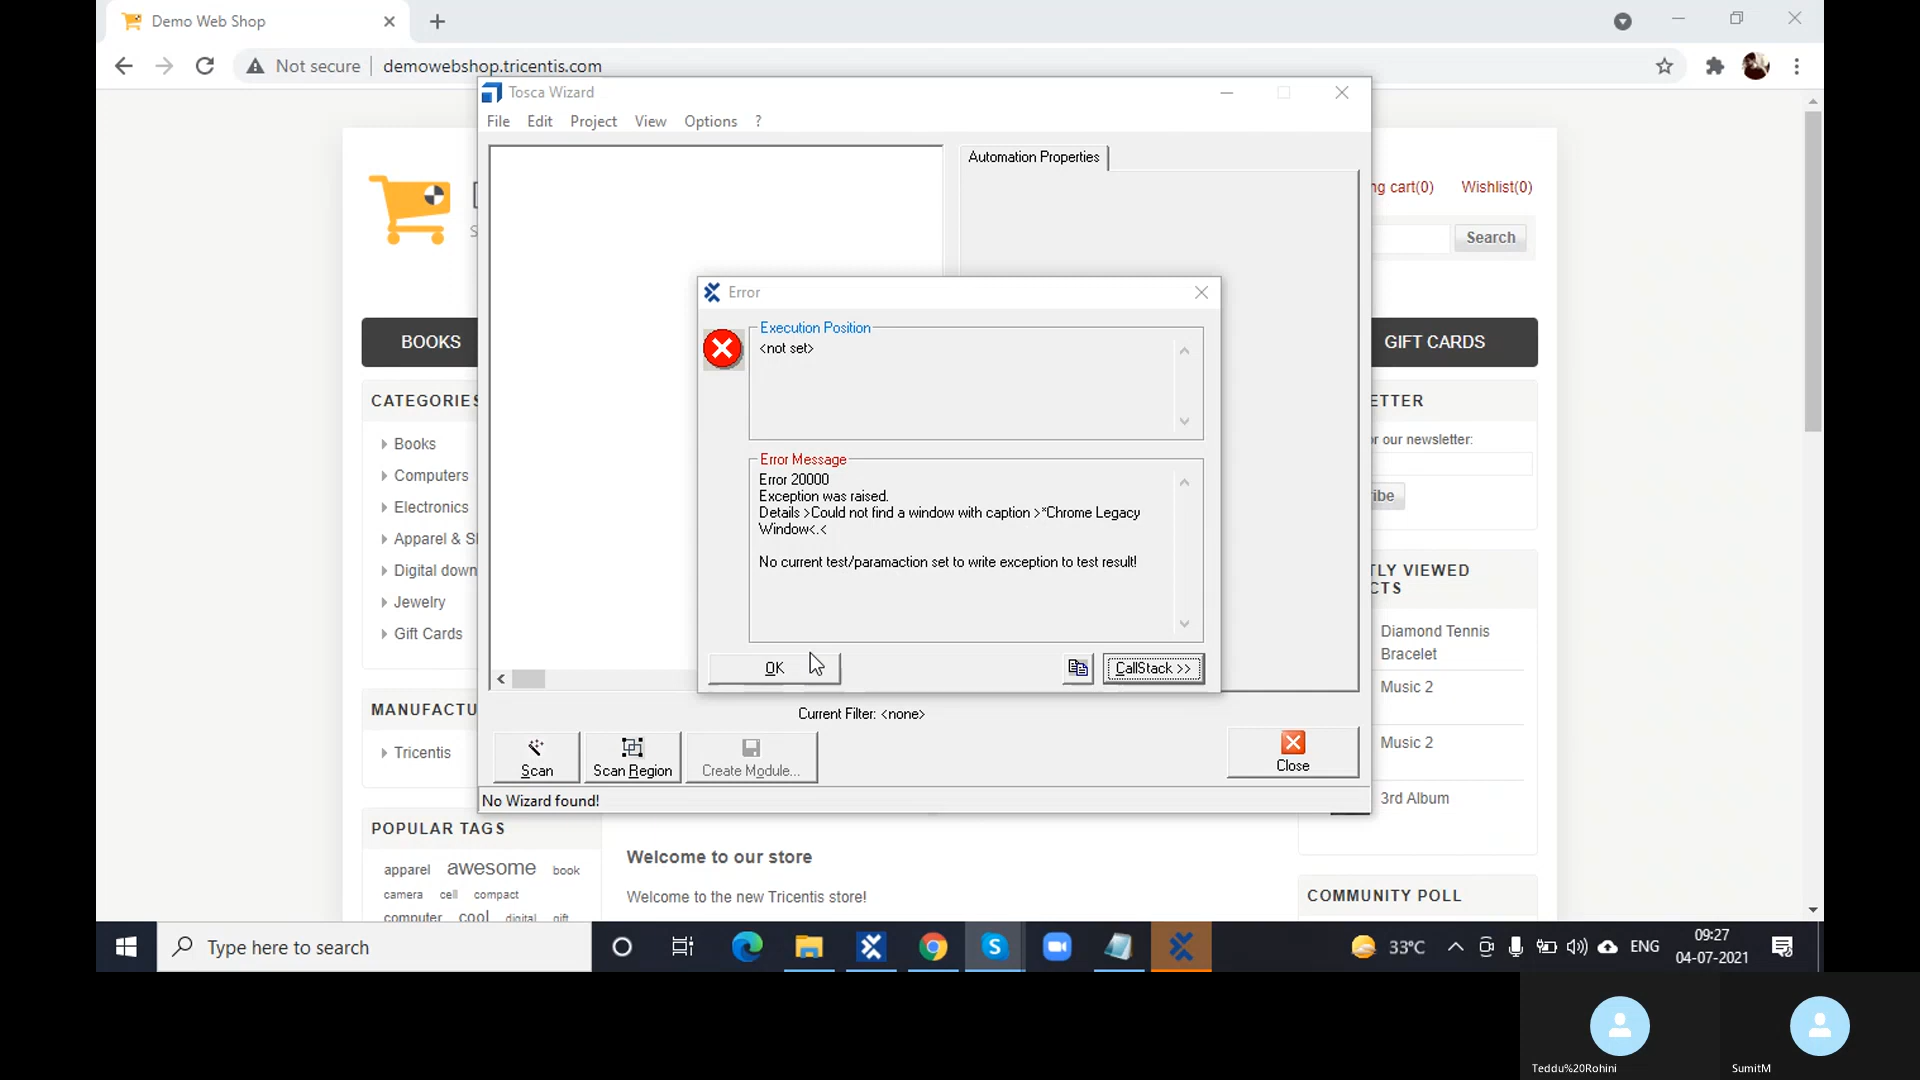 Demo Web Shop
Not secure
demowebshop.tricentis.com
Tosca Wizard
File Edit Project View Options ?
Automation Properties
ng cart(0) Wishlist(0)
Search
Error
Execution Position
<not set>
Error Message
Error 20000
Exception was raised.
Details >Could not find a window with caption >*Chrome Legacy
Window<.<
No current test/paramaction set to write exception to test result!
OK
CallStack >>
Current Filter: <none>
Scan
Scan Region
Create Module...
Close
No Wizard found!
BOOKS
GIFT CARDS
CATEGORIES
Books
Computers
Electronics
Apparel & S
Digital down
Jewelry
Gift Cards
MANUFACTU
Tricentis
POPULAR TAGS
apparel awesome book
camera cell compact
computer cool digital gift
Welcome to our store
Welcome to the new Tricentis store!
ETTER
or our newsletter:
ribe
TLY VIEWED
CTS
Diamond Tennis
Bracelet
Music 2
Music 2
3rd Album
COMMUNITY POLL
Type here to search
33°C
ENG
09:27
04-07-2021
Teddu%20Rohini
SumitM